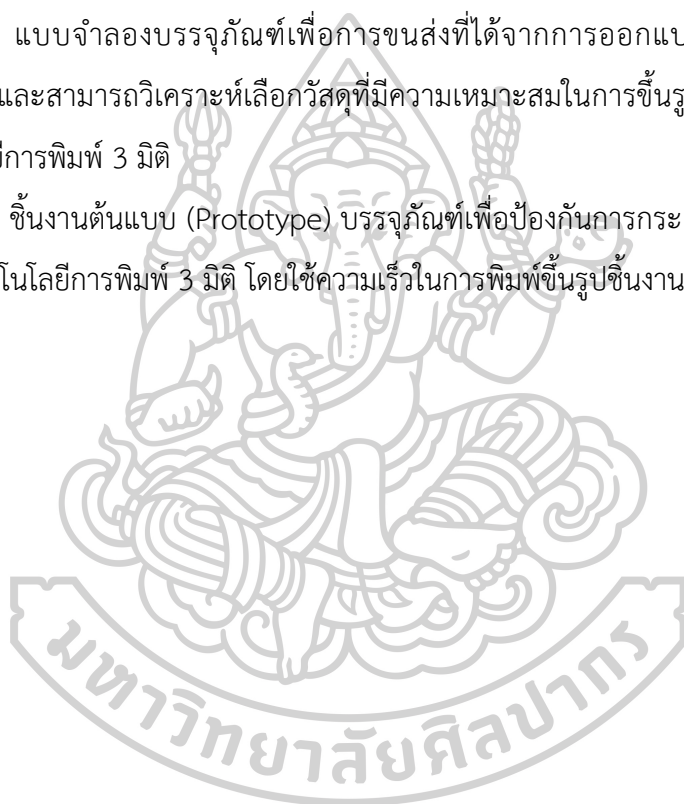 แบบจำลองบรรจุภัณฑ์เพื่อการขนส่งที่ได้จากการออกแบ
และสามารถวิเคราะห์เลือกวัสดุที่มีความเหมาะสมในการขึ้นรู
ยีการพิมพ์ 3 มิติ
ชิ้นงานต้นแบบ (Prototype) บรรจุภัณฑ์เพื่อป้องกันการกระ
โนโลยีการพิมพ์ 3 มิติ โดยใช้ความเร็วในการพิมพ์ขึ้นรูปชิ้นงาน
มหาวิทยาลัยศิลปากร